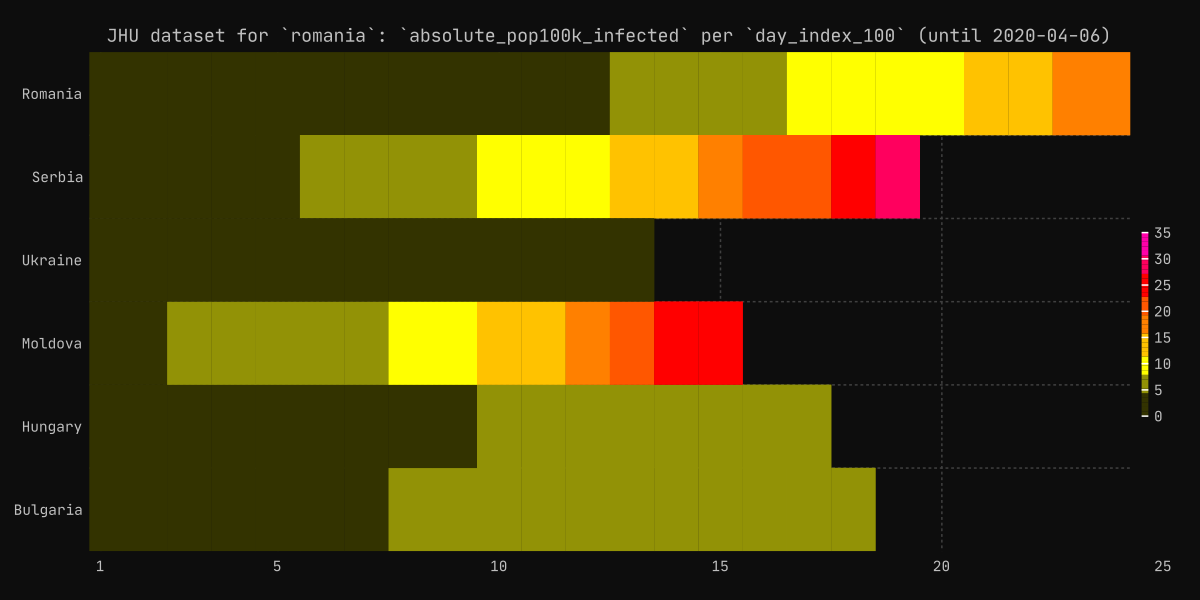 JHU dataset for `romania`: `absolute_pop100k_infected` per `day_index_100` (until 2020-04-06)
Romania
Serbia
Ukraine
Moldova
Hungary
Bulgaria
35
30
25
20
15
10
5
0
1 5 10 15 20 25